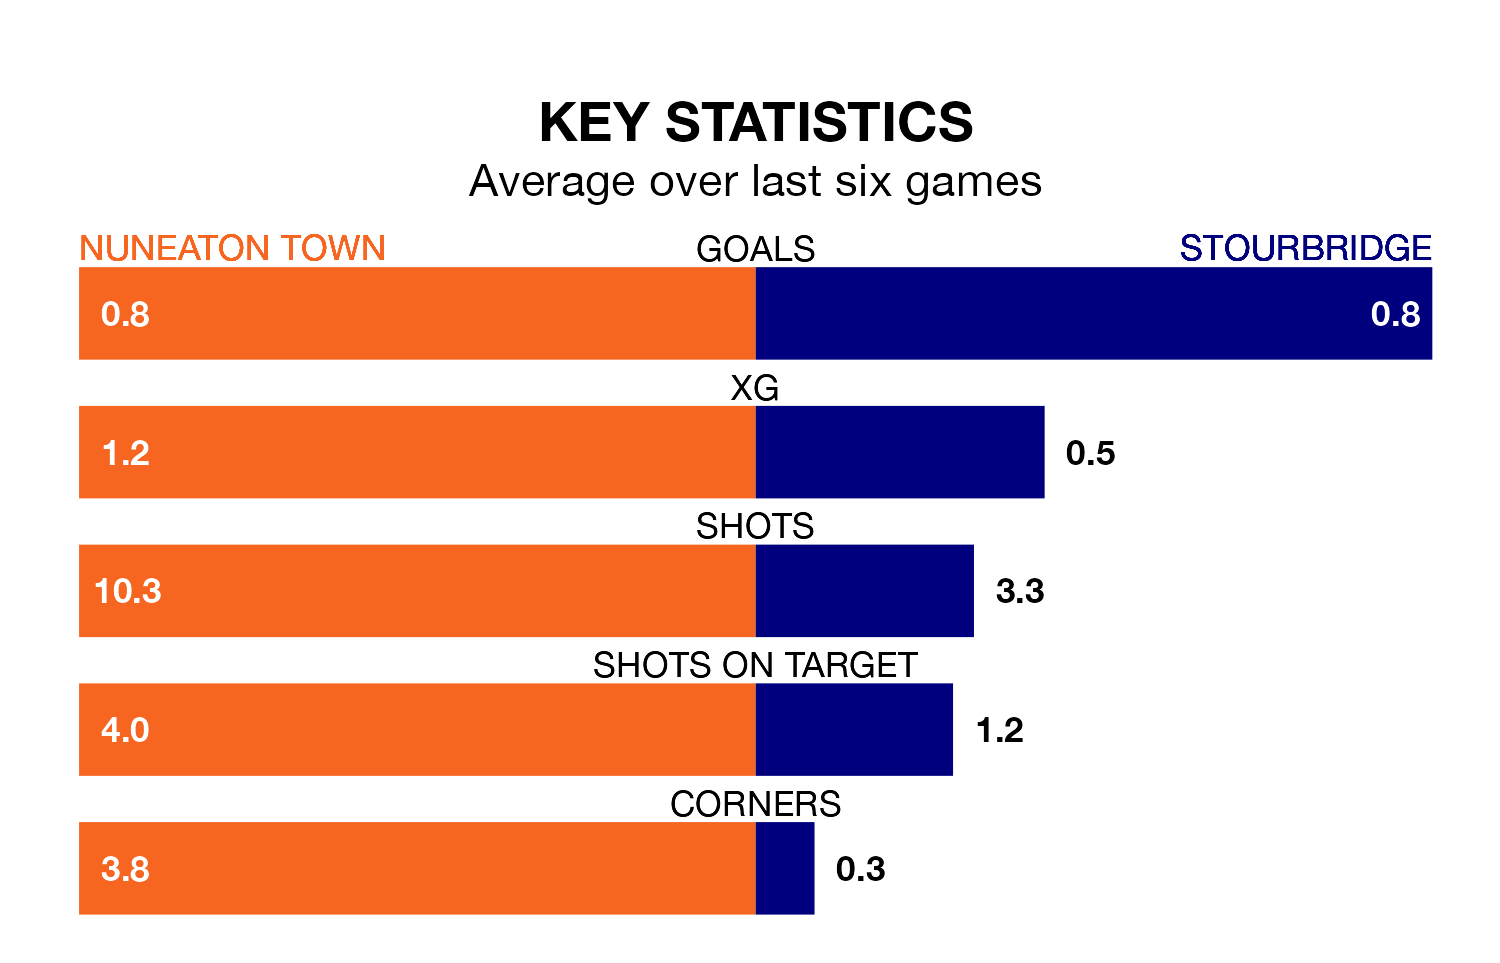 KEY STATISTICS
Average over last six games
NUNEATON TOWN GOALS STOURBRIDGE
0.8 0.8
XG
1.2 0.5
SHOTS
10.3 3.3
SHOTS ON TARGET
4.0 1.2
CORNERS
3.8 0.3